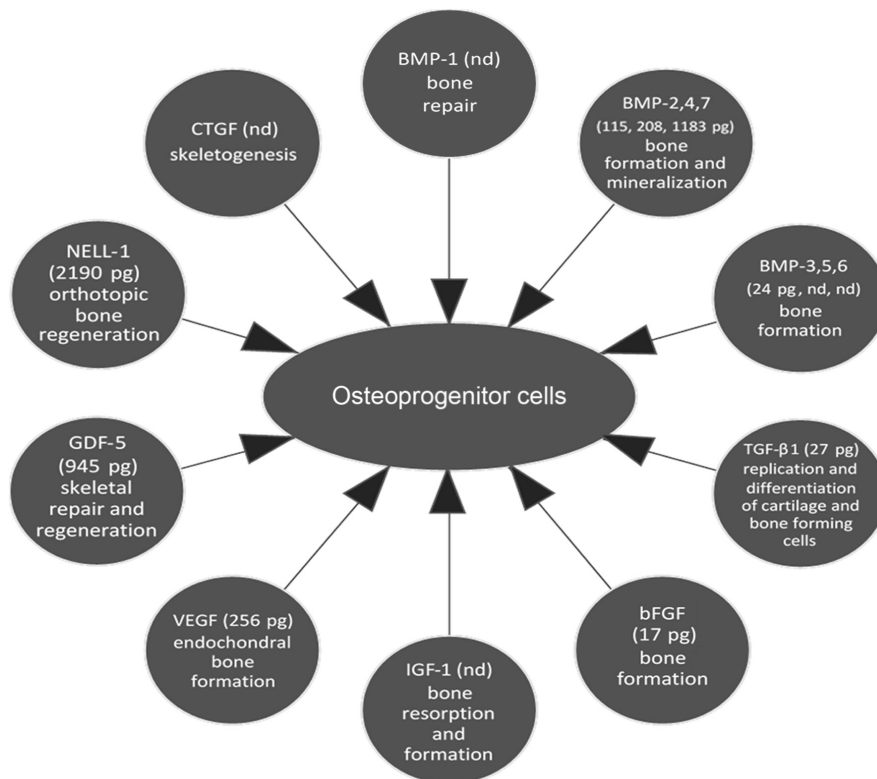 BMP-1 (nd)
bone
repair
BMP-2,4,7
(115, 208, 1183 pg)
bone
formation and
mineralization
BMP-3,5,6
(24 pg, nd, nd)
bone
formation
TGF-β1 (27 pg)
replication and
differentiation
of cartilage and
bone forming
cells
bFGF
(17 pg)
bone
formation
IGF-1 (nd)
bone
resorption
and
formation
VEGF (256 pg)
endochondral
bone
formation
GDF-5
(945 pg)
skeletal
repair and
regeneration
NELL-1
(2190 pg)
orthotopic
bone
regeneration
CTGF (nd)
skeletogenesis
Osteoprogenitor cells